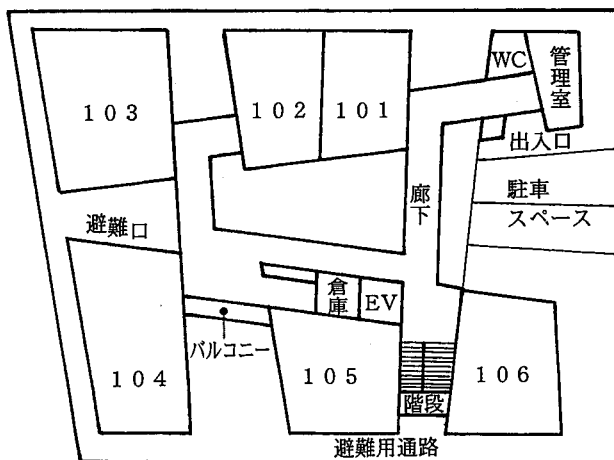 WC
管理室
103
102
101
出入口
廊下
駐車
スペース
避難口
倉庫
EV
バルコニー
104
105
106
階段
避難用通路